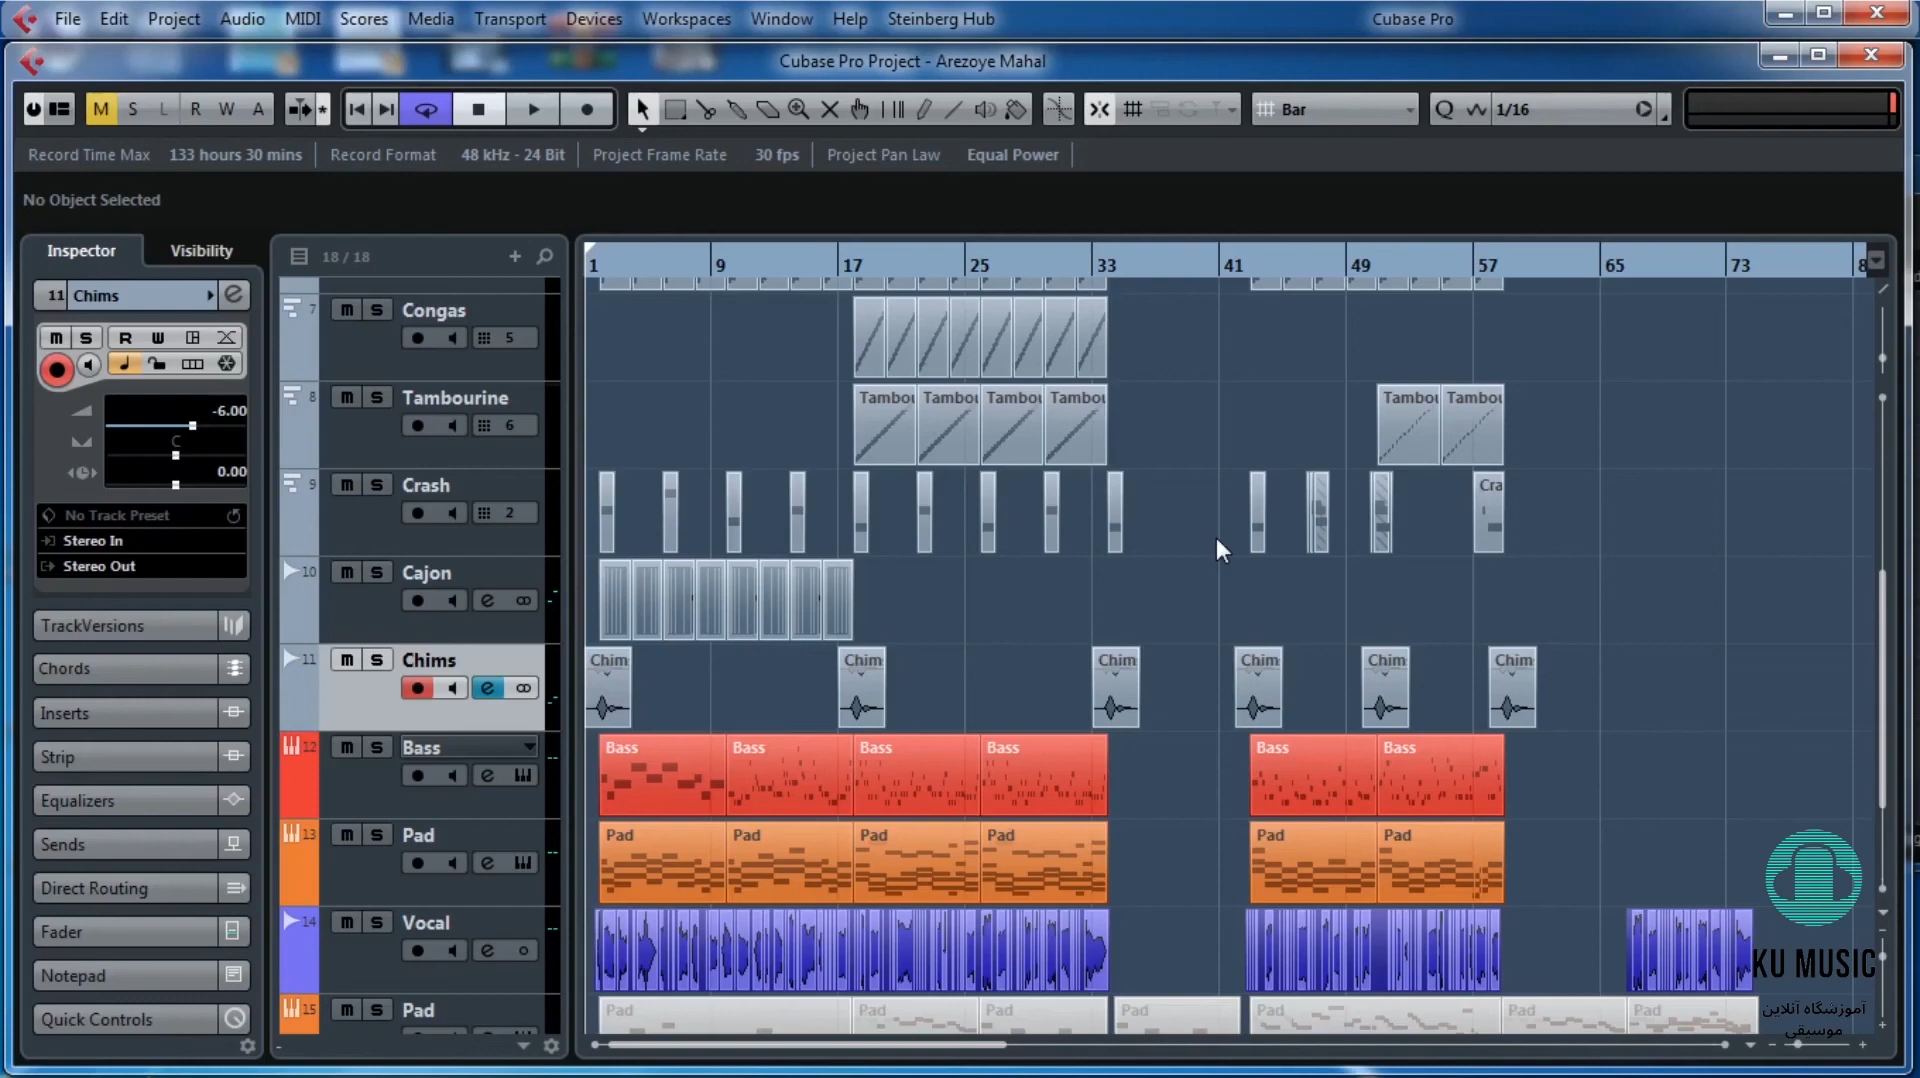 File Edit Project Audio MIDI Scores Media Transport Devices Workspaces Window Help Steinberg Hub Cubase Pro
Cubase Pro Project - Arezoye Mahal
M S L R W A Bar Q 1/16
Record Time Max 133 hours 30 mins Record Format 48 kHz - 24 Bit Project Frame Rate 30 fps Project Pan Law Equal Power
No Object Selected
Inspector Visibility 18 / 18
1 9 17 25 33 41 49 57 65 73 8
11 Chims
m S R W
-6.00
C
0.00
No Track Preset
Stereo In
Stereo Out
TrackVersions
Chords
Inserts
Strip
Equalizers
Sends
Direct Routing
Fader
Notepad
Quick Controls
7 m S Congas
5
8 m S Tambourine
6
Tambou Tambou Tambou Tambou Tambou Tambou
9 m S Crash
2
Cra
10 m S Cajon
11 m S Chims
Chim Chim Chim Chim Chim Chim
12 m S Bass
Bass Bass Bass Bass Bass Bass
13 m S Pad
Pad Pad Pad Pad Pad Pad
14 m S Vocal
15 m S Pad
Pad Pad Pad Pad Pad Pad Pad
KU MUSIC
آموزشگاه آنلاین
موسیقی